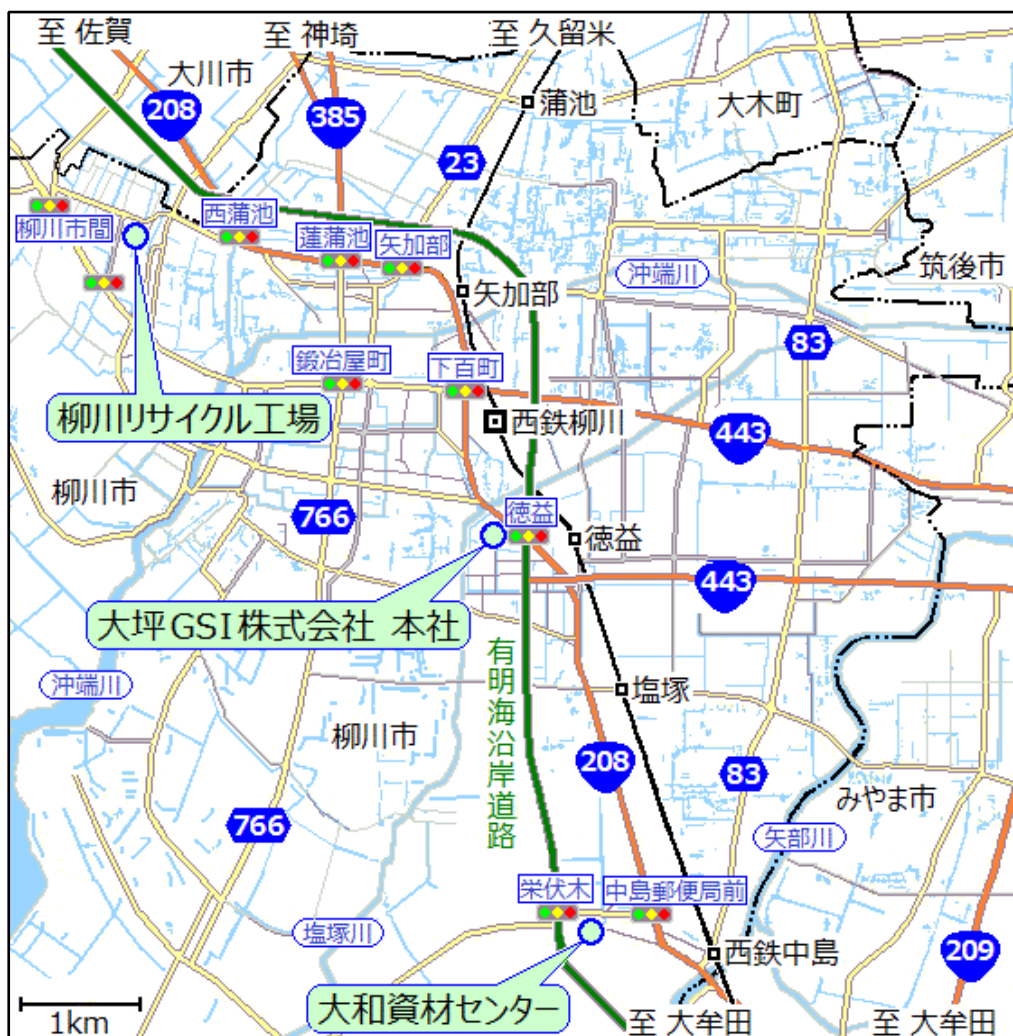 至 佐賀
至 神埼
至 久留米
大川市
208
385
蒲池
大木町
23
柳川市間
西蒲池
蓮蒲池
矢加部
矢加部
沖端川
筑後市
83
鍛冶屋町
下百町
柳川リサイクル工場
西鉄柳川
443
柳川市
766
徳益
徳益
443
大坪GSI株式会社 本社
有明海沿岸道路
沖端川
塩塚
柳川市
208
83
みやま市
766
矢部川
栄伏木
中島郵便局前
塩塚川
西鉄中島
209
大和資材センター
1km
至 大牟田
至 大牟田